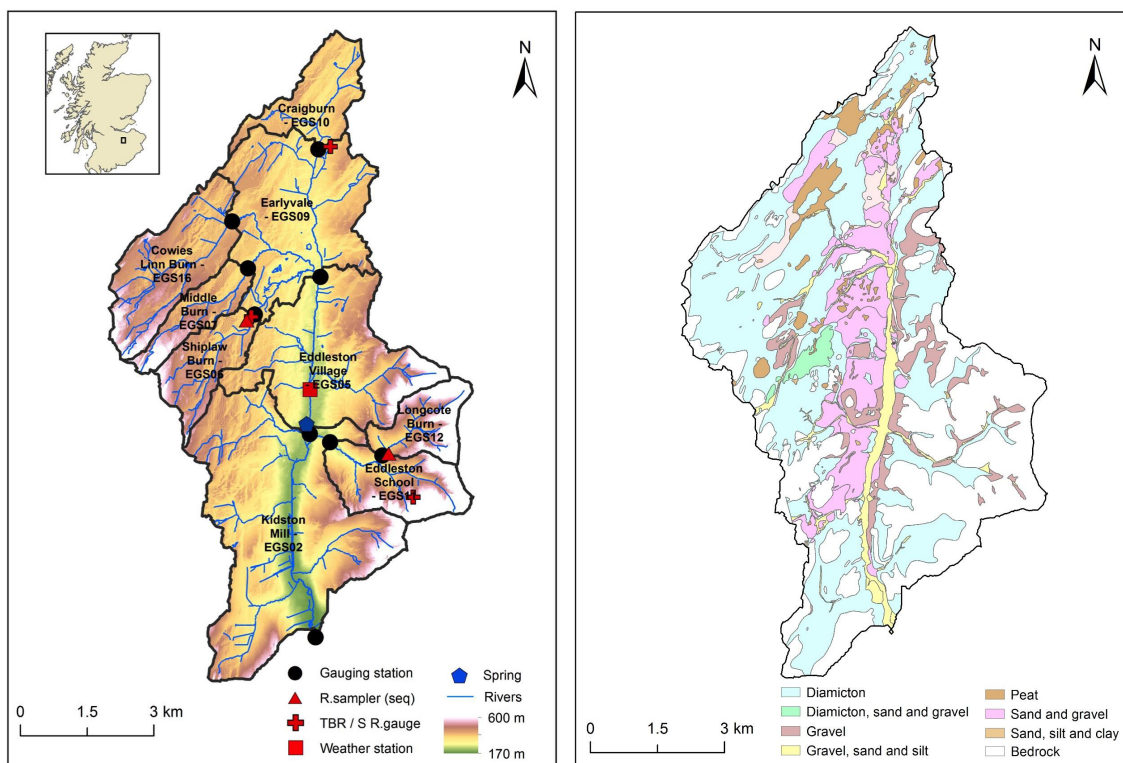 N
Craigburn
- EGS10
Earlyvale
- EGS09
Cowies
Linn Burn -
EGS16
Middle
Burn -
EGS07
Shiplaw
Burn -
EGS06
Eddleston
Village
EGS05
Longcote
Burn -
EGS12
Eddleston
School
Kidston
Mill -
EGS02
Gauging station
R.sampler (seq)
TBR / S R.gauge
Weather station
Spring
Rivers
600 m
170 m
0 1.5 3 km
N
Diamicton
Diamicton, sand and gravel
Gravel
Gravel, sand and silt
Peat
Sand and gravel
Sand, silt and clay
Bedrock
0 1.5 3 km